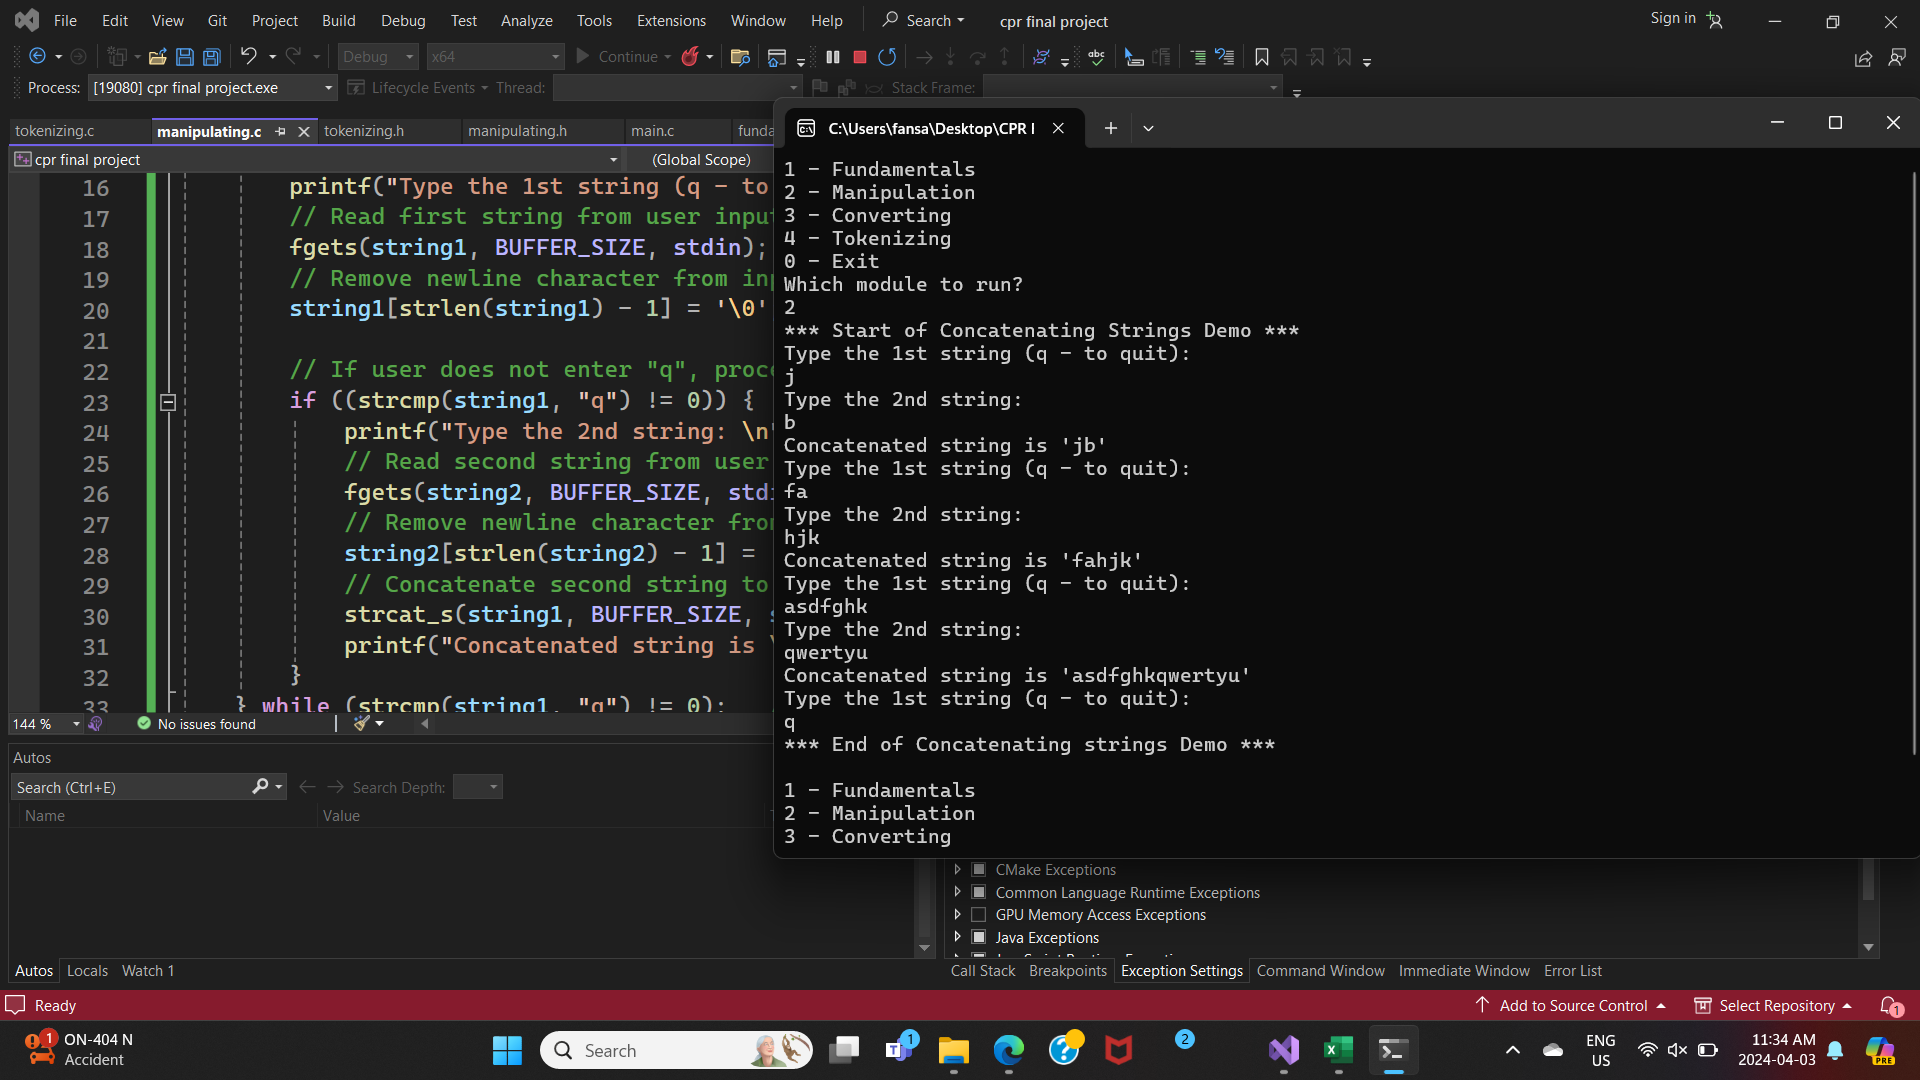 File Edit View Git Project Build Debug Test Analyze Tools Extensions Window Help Search cpr final project Sign in
Debug x64 Continue
Process: [19080] cpr final project.exe Lifecycle Events Thread: Stack Frame:
tokenizing.c manipulating.c tokenizing.h manipulating.h main.c funda
cpr final project (Global Scope)
16 printf("Type the 1st string (q - to
17 // Read first string from user input
18 fgets(string1, BUFFER_SIZE, stdin);
19 // Remove newline character from inp
20 string1[strlen(string1) - 1] = '\0'
21
22 // If user does not enter "q", proce
23 if ((strcmp(string1, "q") != 0)) {
24 printf("Type the 2nd string: \n"
25 // Read second string from user
26 fgets(string2, BUFFER_SIZE, stdi
27 // Remove newline character from
28 string2[strlen(string2) - 1] =
29 // Concatenate second string to
30 strcat_s(string1, BUFFER_SIZE, s
31 printf("Concatenated string is \
32 }
33 } while (strcmp(string1, "q") != 0);
144 % No issues found
Autos
Search (Ctrl+E) Search Depth:
Name Value
Autos Locals Watch 1
C:\Users\fansa\Desktop\CPR
1 - Fundamentals
2 - Manipulation
3 - Converting
4 - Tokenizing
0 - Exit
Which module to run?
2
*** Start of Concatenating Strings Demo ***
Type the 1st string (q - to quit):
j
Type the 2nd string:
b
Concatenated string is 'jb'
Type the 1st string (q - to quit):
fa
Type the 2nd string:
hjk
Concatenated string is 'fahjk'
Type the 1st string (q - to quit):
asdfghk
Type the 2nd string:
qwertyu
Concatenated string is 'asdfghkqwertyu'
Type the 1st string (q - to quit):
q
*** End of Concatenating strings Demo ***
1 - Fundamentals
2 - Manipulation
3 - Converting
CMake Exceptions
Common Language Runtime Exceptions
GPU Memory Access Exceptions
Java Exceptions
Call Stack Breakpoints Exception Settings Command Window Immediate Window Error List
Ready Add to Source Control Select Repository 1
1 ON-404 N
Accident
Search 1 2
ENG
US
11:34 AM
2024-04-03
PRE